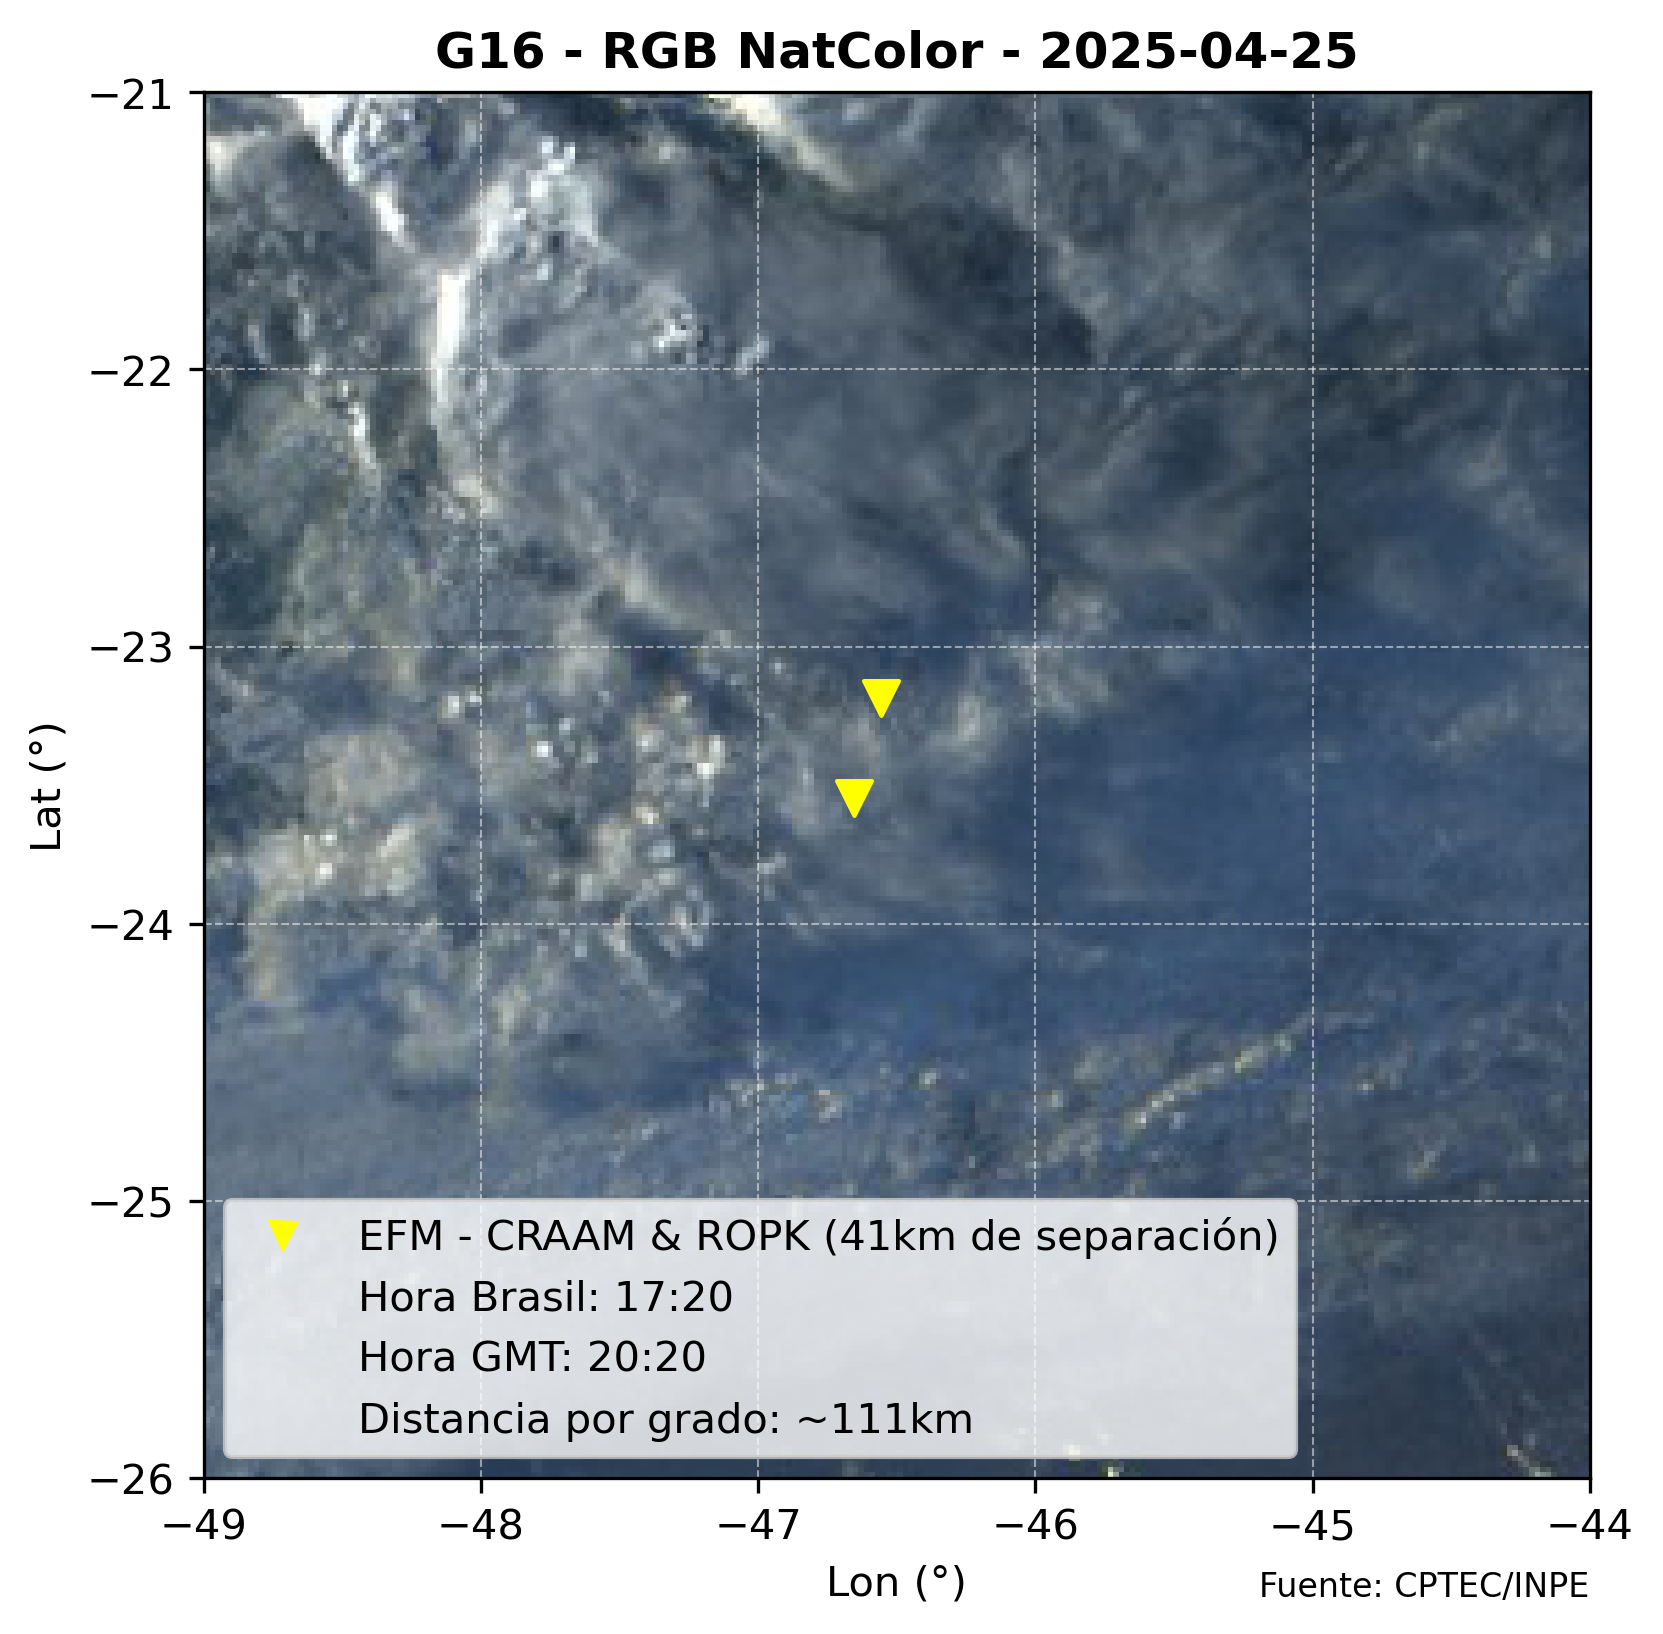 G16 - RGB NatColor - 2025-04-25
−21
−22
−23
−24
−25
−26
Lat (°)
EFM - CRAAM & ROPK (41km de separación)
Hora Brasil: 17:20
Hora GMT: 20:20
Distancia por grado: ~111km
−49 −48 −47 −46 −45 −44
Lon (°)
Fuente: CPTEC/INPE